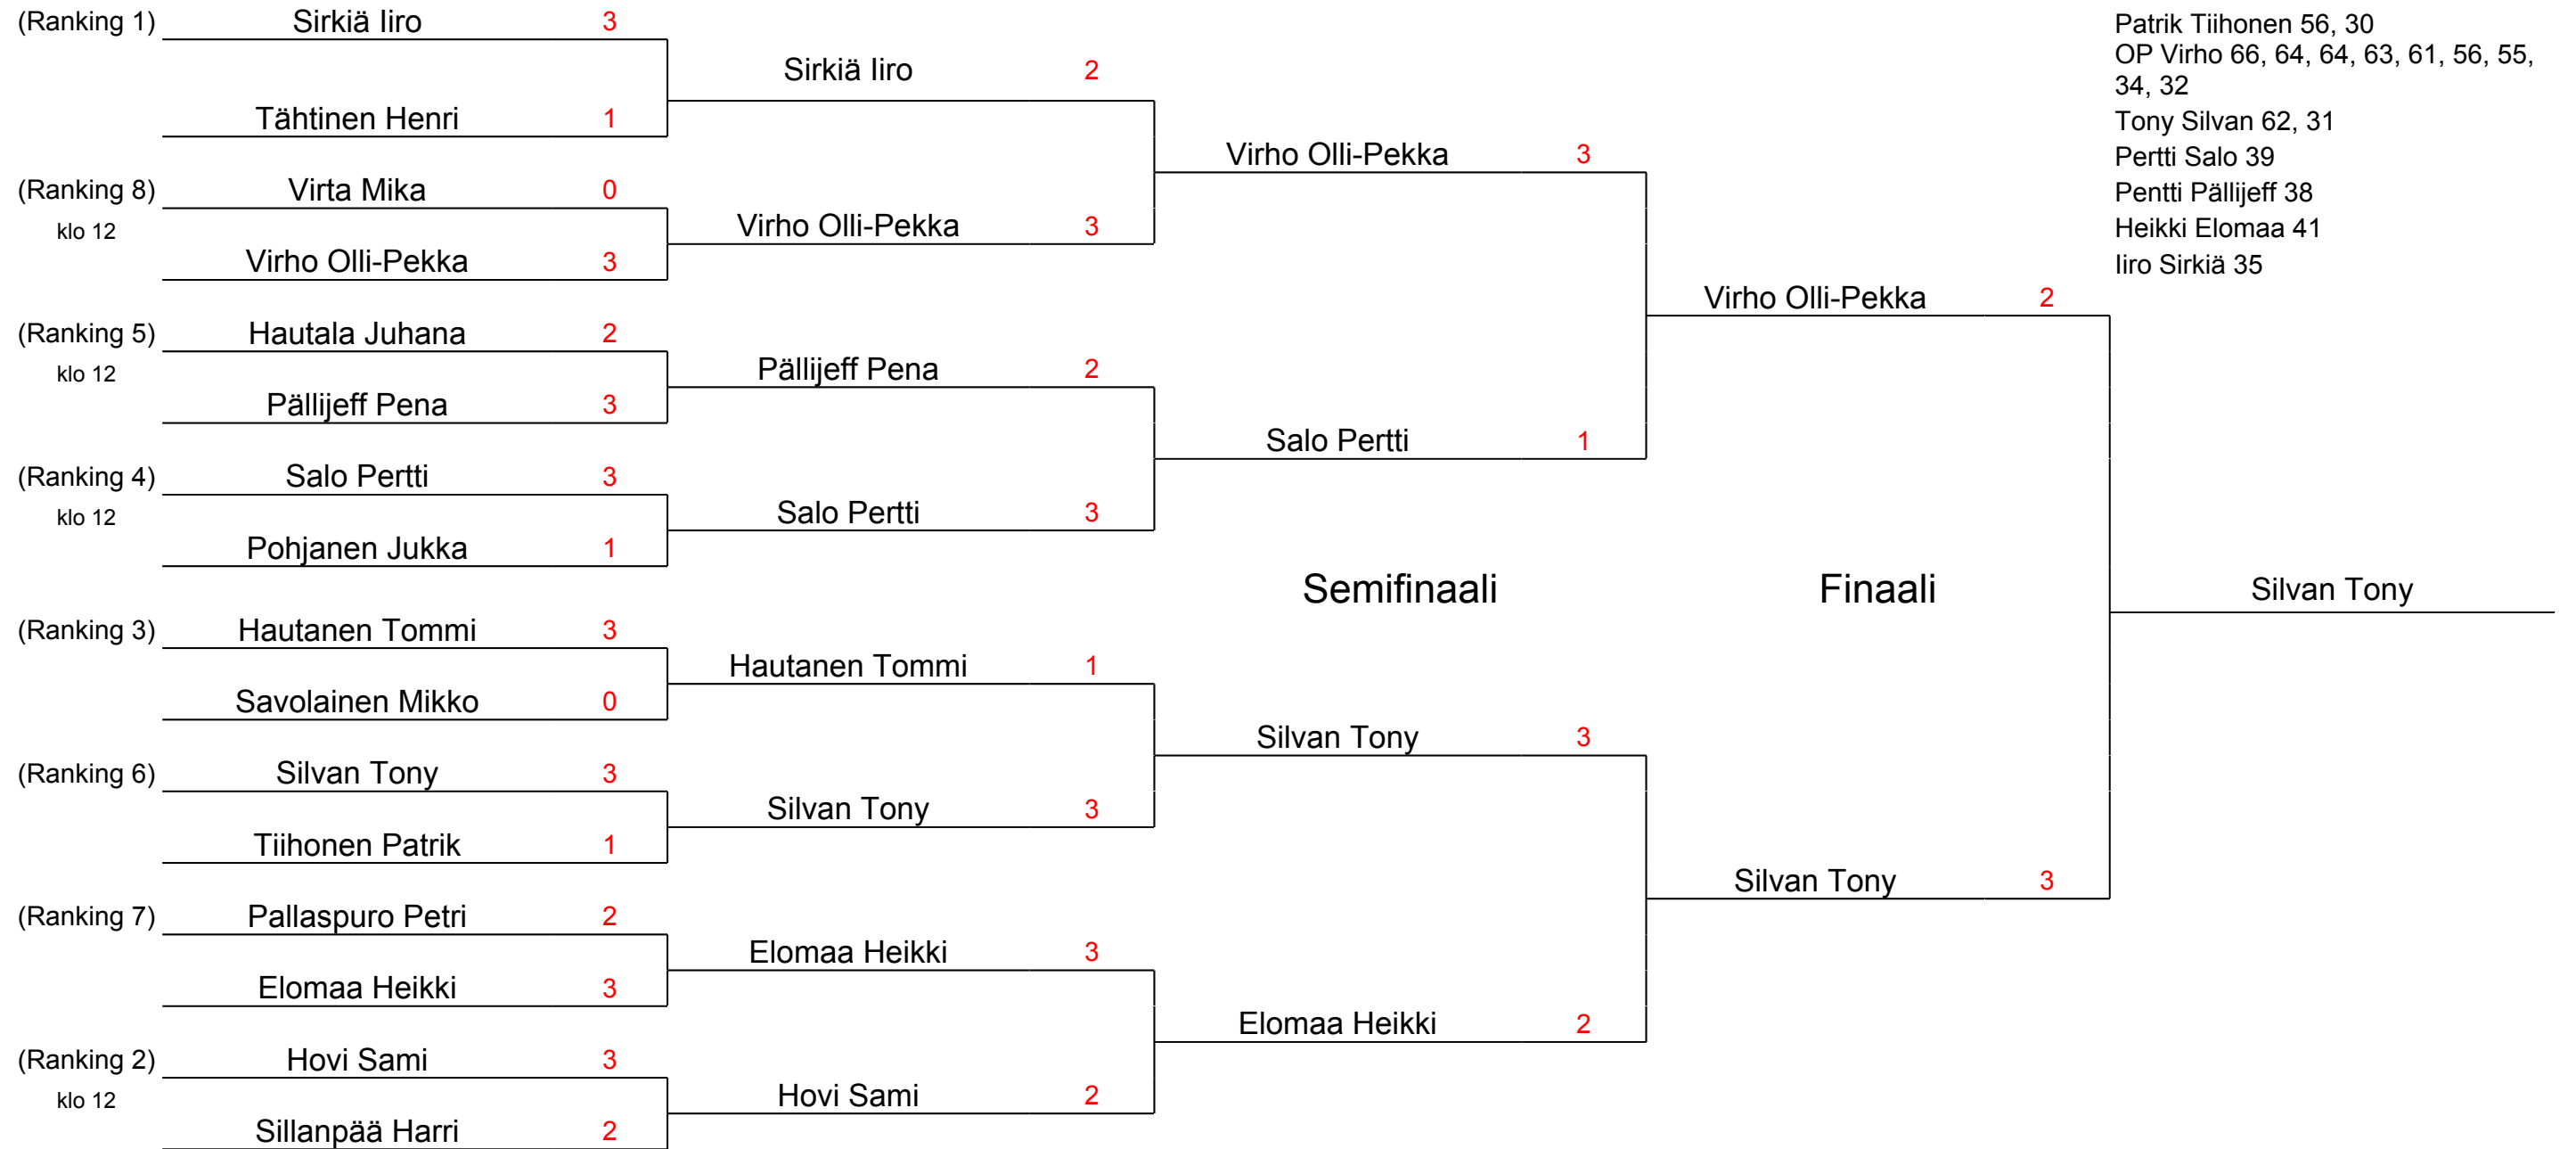 (Ranking 1) Sirkiä Iiro 3
Tähtinen Henri 1
(Ranking 8) Virta Mika 0
klo 12
Virho Olli-Pekka 3
(Ranking 5) Hautala Juhana 2
klo 12
Pällijeff Pena 3
(Ranking 4) Salo Pertti 3
klo 12
Pohjanen Jukka 1
(Ranking 3) Hautanen Tommi 3
Savolainen Mikko 0
(Ranking 6) Silvan Tony 3
Tiihonen Patrik 1
(Ranking 7) Pallaspuro Petri 2
Elomaa Heikki 3
(Ranking 2) Hovi Sami 3
klo 12
Sillanpää Harri 2
Sirkiä Iiro 2
Virho Olli-Pekka 3
Pällijeff Pena 2
Salo Pertti 3
Hautanen Tommi 1
Silvan Tony 3
Elomaa Heikki 3
Hovi Sami 2
Virho Olli-Pekka 3
Salo Pertti 1
Semifinaali
Silvan Tony 3
Elomaa Heikki 2
Virho Olli-Pekka 2
Finaali
Silvan Tony 3
Silvan Tony
Patrik Tiihonen 56, 30
OP Virho 66, 64, 64, 63, 61, 56, 55,
34, 32
Tony Silvan 62, 31
Pertti Salo 39
Pentti Pällijeff 38
Heikki Elomaa 41
Iiro Sirkiä 35